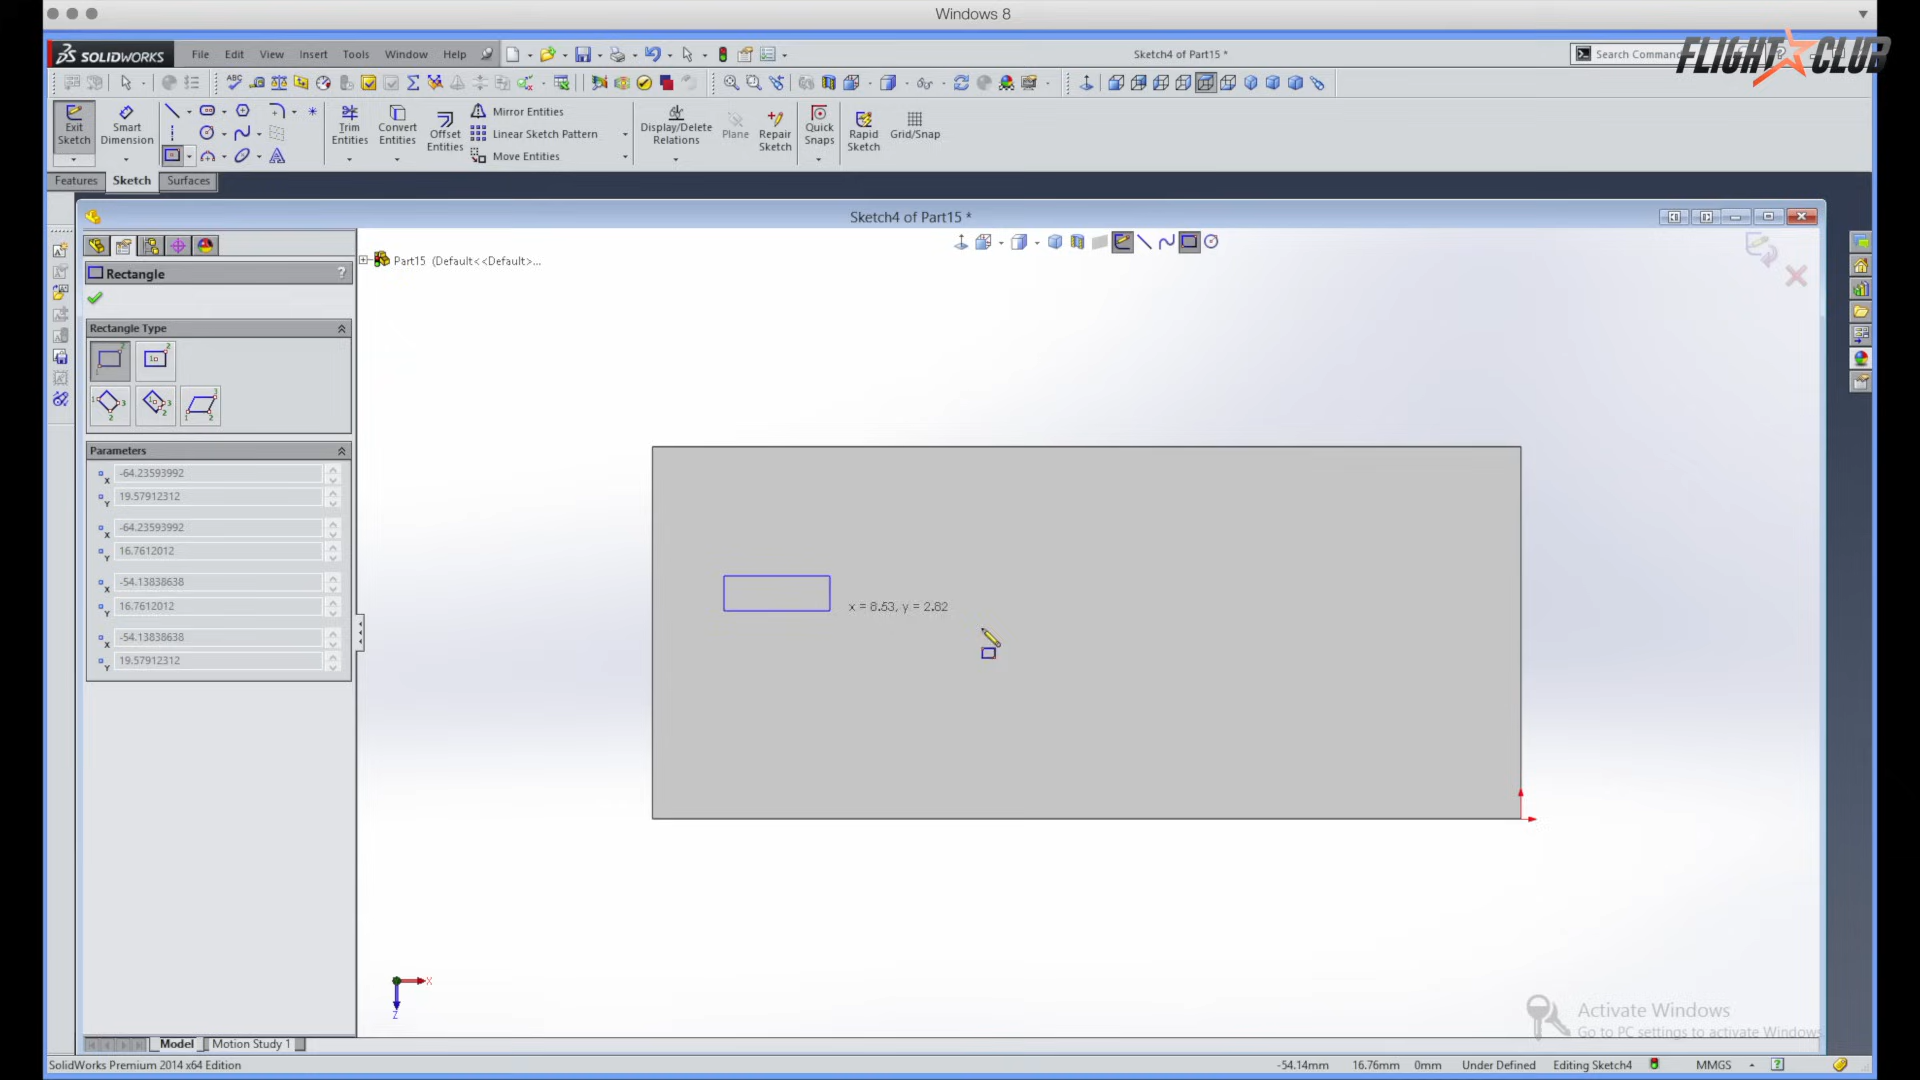 Windows 8
SOLIDWORKS
File Edit View Insert Tools Window Help
Sketch4 of Part15 *
Search Comman
FLIGHT CLUB
Exit Sketch
Smart Dimension
Trim Entities
Convert Entities
Offset Entities
Mirror Entities
Linear Sketch Pattern
Move Entities
Display/Delete Relations
Plane
Repair Sketch
Quick Snaps
Rapid Sketch
Grid/Snap
Features Sketch Surfaces
Sketch4 of Part15 *
Part15 (Default<<Default>...
Rectangle ?
Rectangle Type
Parameters
X -64.23593992
Y 19.57912312
X -64.23593992
Y 16.7612012
X -54.13838638
Y 16.7612012
X -54.13838638
Y 19.57912312
x = 8.53, y = 2.82
X
Z
Activate Windows
Go to PC settings to activate Windows
Model Motion Study 1
SolidWorks Premium 2014 x64 Edition
-54.14mm 16.76mm 0mm Under Defined Editing Sketch4 MMGS